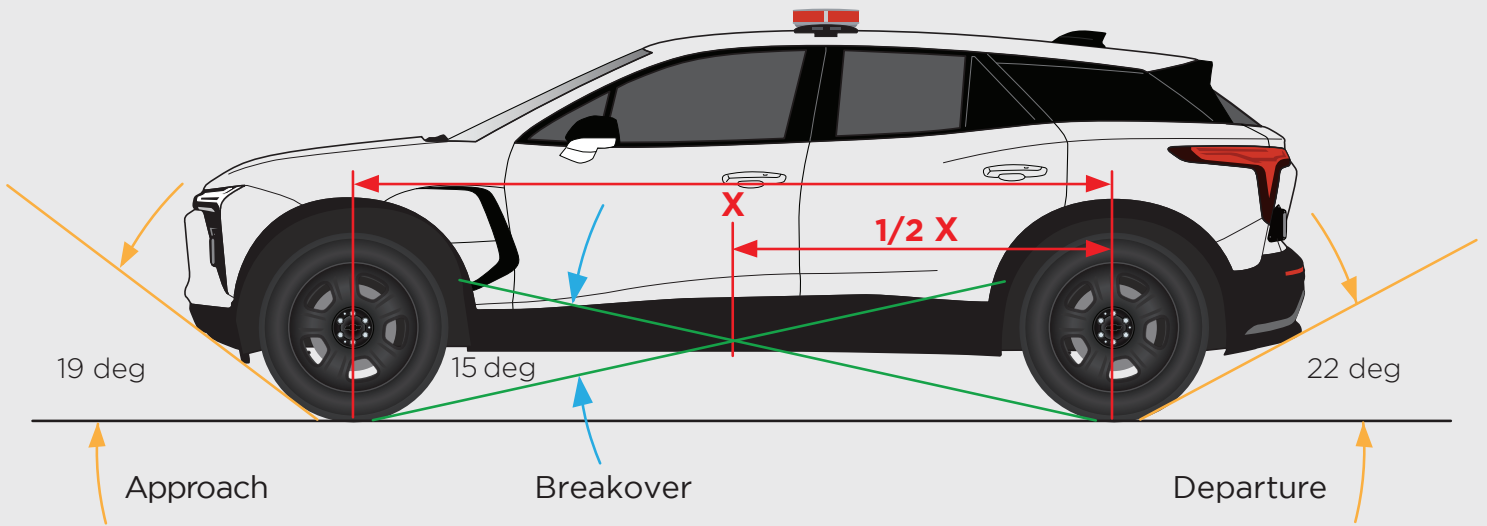 X
1/2 X
19 deg
15 deg
22 deg
Approach
Breakover
Departure